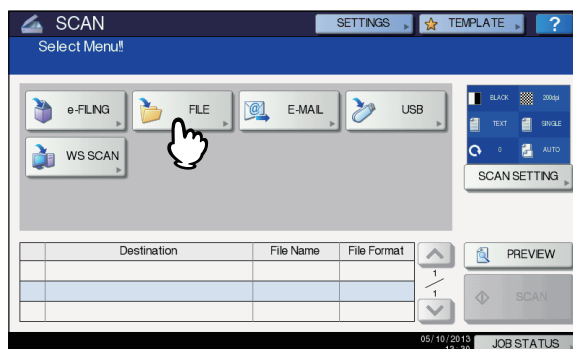 SCAN
SETTINGS
TEMPLATE
?
Select Menu!!
e-FILING
FILE
E-MAIL
USB
WS SCAN
BLACK
200dpi
TEXT
SINGLE
0
AUTO
SCAN SETTING
Destination File Name File Format
1
1
PREVIEW
SCAN
05/10/2013
JOB STATUS